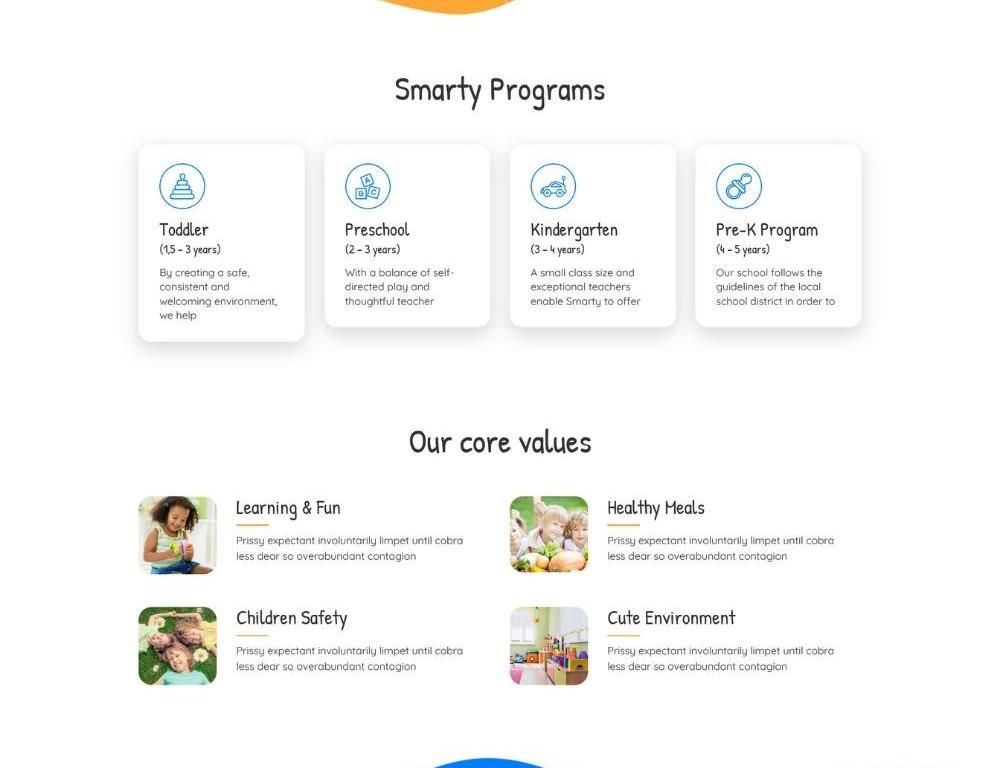 Smarty Programs
Toddler
(1,5 - 3 years)
By creating a safe,
consistent and
welcoming environment,
we help
Preschool
(2 - 3 years)
With a balance of self-
directed play and
thoughtful teacher
Kindergarten
(3 - 4 years)
A small class size and
exceptional teachers
enable Smarty to offer
Pre-K Program
(4 - 5 years)
Our school follows the
guidelines of the local
school district in order to
Our core values
Learning & Fun
Prissy expectant involuntarily limpet until cobra
less dear so overabundant contagion
Healthy Meals
Prissy expectant involuntarily limpet until cobra
less dear so overabundant contagion
Children Safety
Prissy expectant involuntarily limpet until cobra
less dear so overabundant contagion
Cute Environment
Prissy expectant involuntarily limpet until cobra
less dear so overabundant contagion